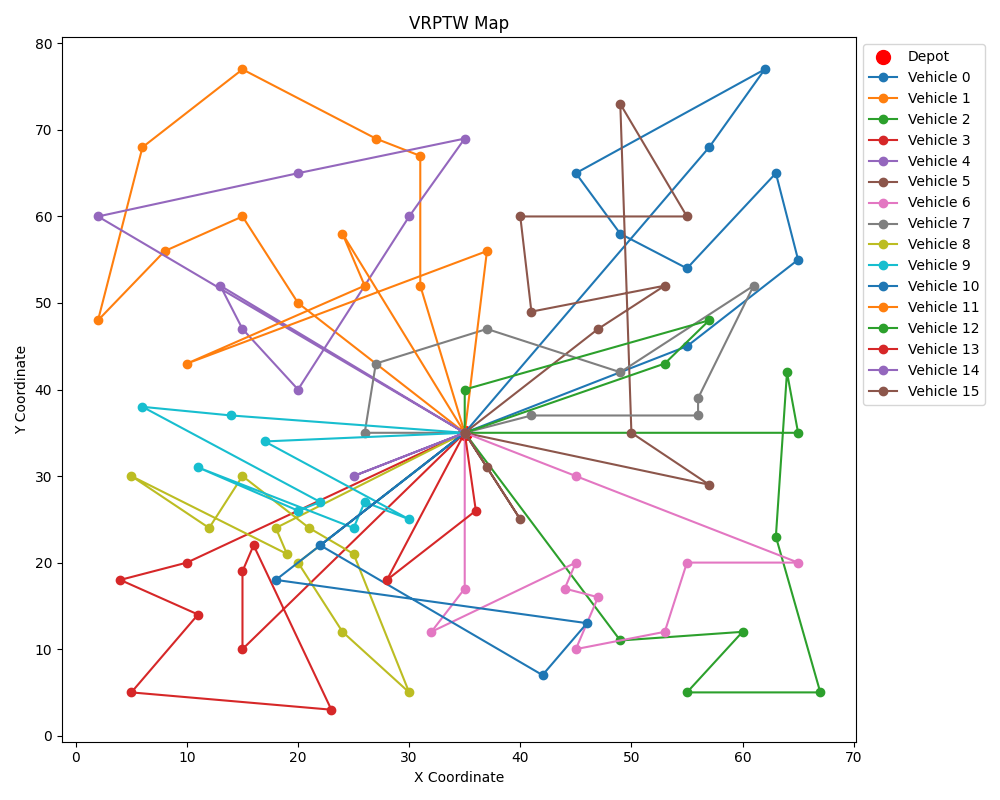 VRPTW Map
80
70
60
50
40
30
20
10
0
Y Coordinate
0 10 20 30 40 50 60 70
X Coordinate
Depot
Vehicle 0
Vehicle 1
Vehicle 2
Vehicle 3
Vehicle 4
Vehicle 5
Vehicle 6
Vehicle 7
Vehicle 8
Vehicle 9
Vehicle 10
Vehicle 11
Vehicle 12
Vehicle 13
Vehicle 14
Vehicle 15